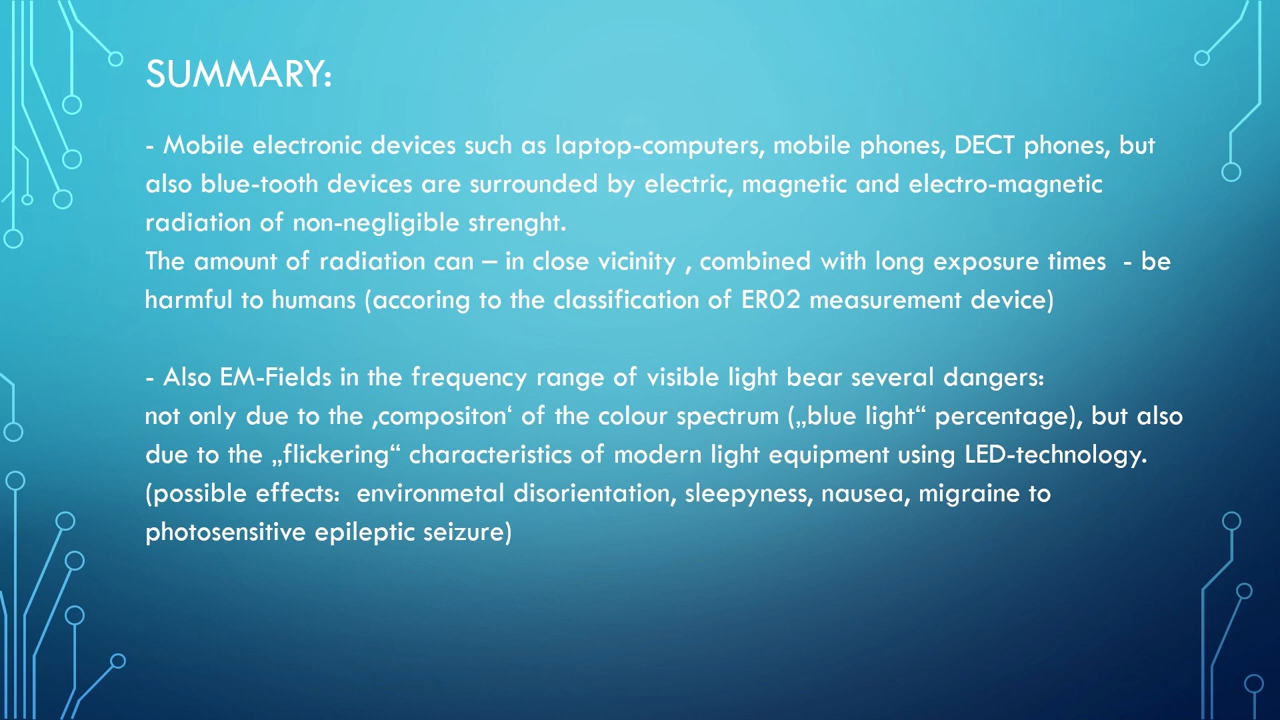 SUMMARY:
- Mobile electronic devices such as laptop-computers, mobile phones, DECT phones, but
also blue-tooth devices are surrounded by electric, magnetic and electro-magnetic
radiation of non-negligible strenght.
The amount of radiation can – in close vicinity , combined with long exposure times  - be
harmful to humans (accoring to the classification of ER02 measurement device)
- Also EM-Fields in the frequency range of visible light bear several dangers:
not only due to the ‚compositon‘ of the colour spectrum („blue light“ percentage), but also
due to the „flickering“ characteristics of modern light equipment using LED-technology.
(possible effects:  environmetal disorientation, sleepyness, nausea, migraine to
photosensitive epileptic seizure)